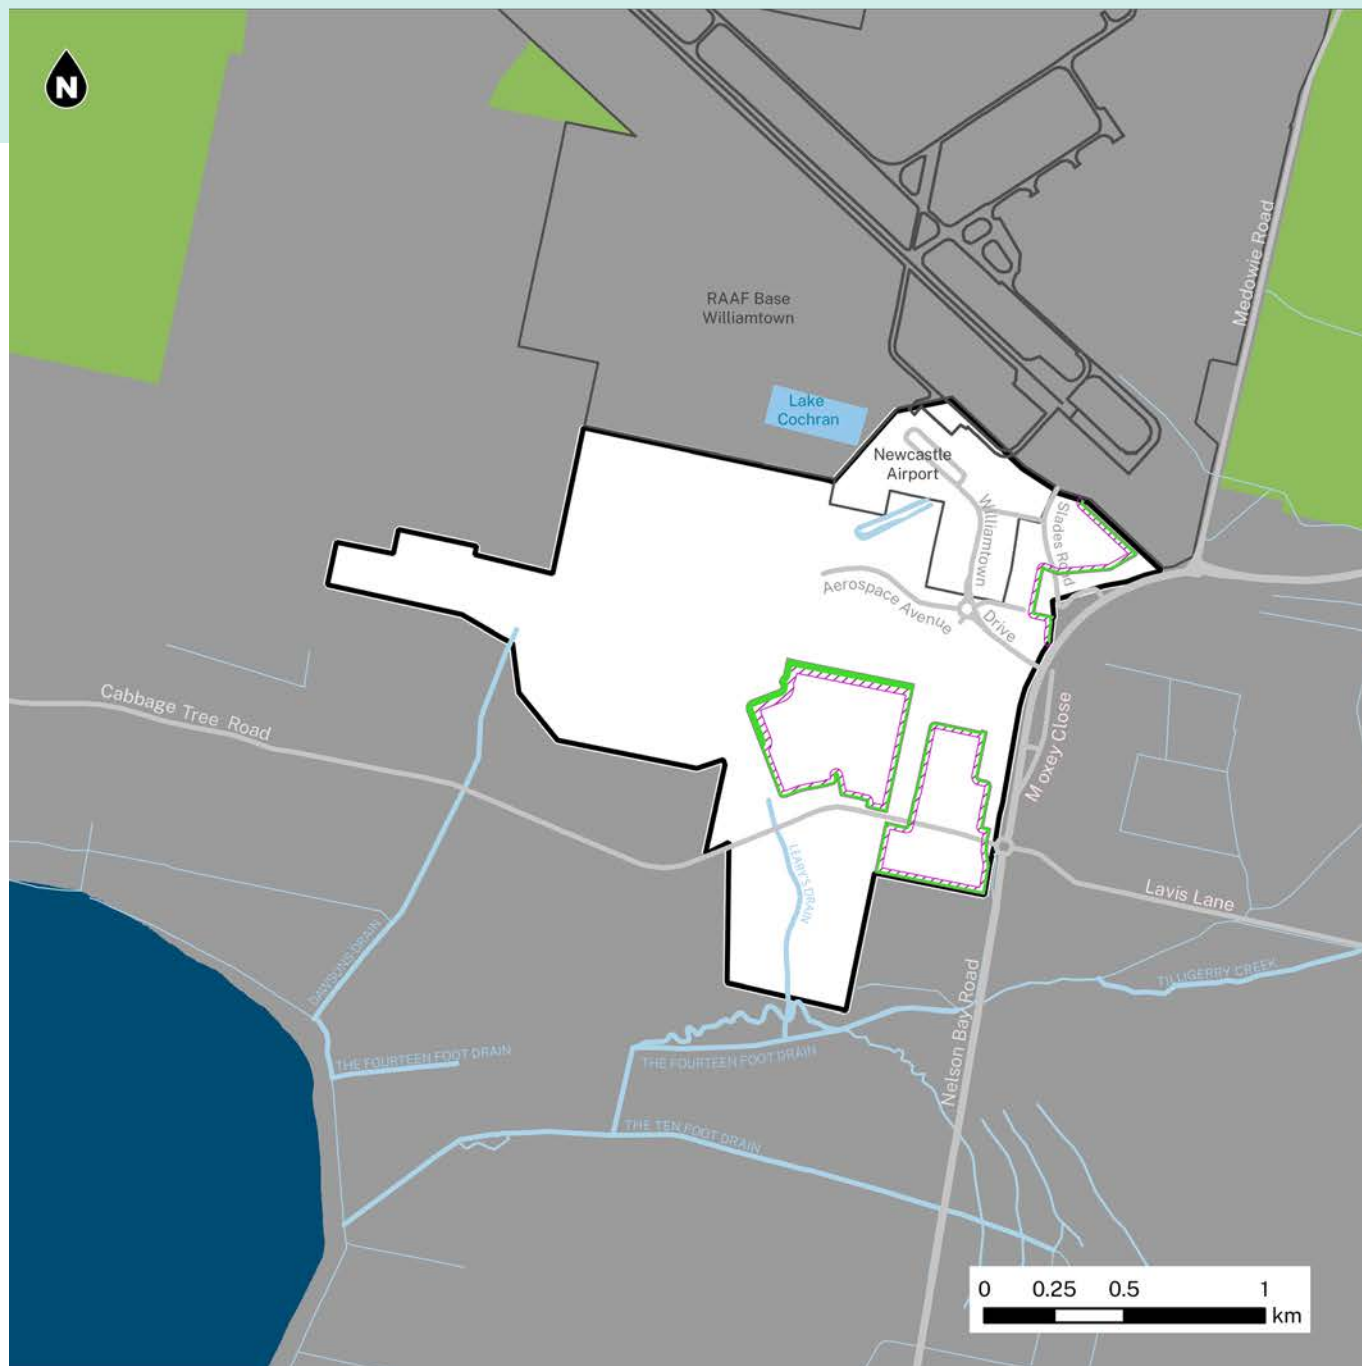 N
Medowie Road
RAAF Base
Williamtown
Lake
Cochran
Newcastle
Airport
Williamtown
Drive
Slades Road
Aerospace Avenue
Cabbage Tree Road
Moxey Close
LEARY'S DRAIN
Lavis Lane
DAWSONS DRAIN
TILLIGERRY CREEK
Nelson Bay Road
THE FOURTEEN FOOT DRAIN
THE FOURTEEN FOOT DRAIN
THE TEN FOOT DRAIN
0 0.25 0.5 1
km